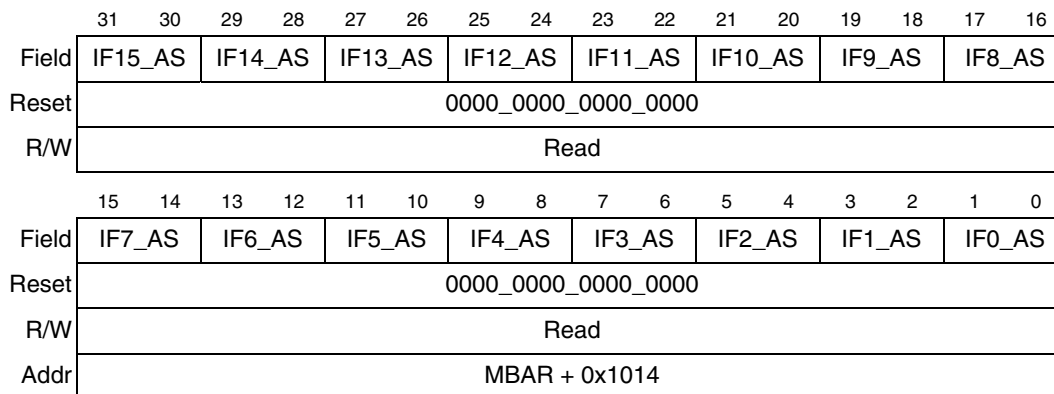 31 30 29 28 27 26 25 24 23 22 21 20 19 18 17 16
Field IF15_AS IF14_AS IF13_AS IF12_AS IF11_AS IF10_AS IF9_AS IF8_AS
Reset 0000_0000_0000_0000
R/W Read
15 14 13 12 11 10 9 8 7 6 5 4 3 2 1 0
Field IF7_AS IF6_AS IF5_AS IF4_AS IF3_AS IF2_AS IF1_AS IF0_AS
Reset 0000_0000_0000_0000
R/W Read
Addr MBAR + 0x1014